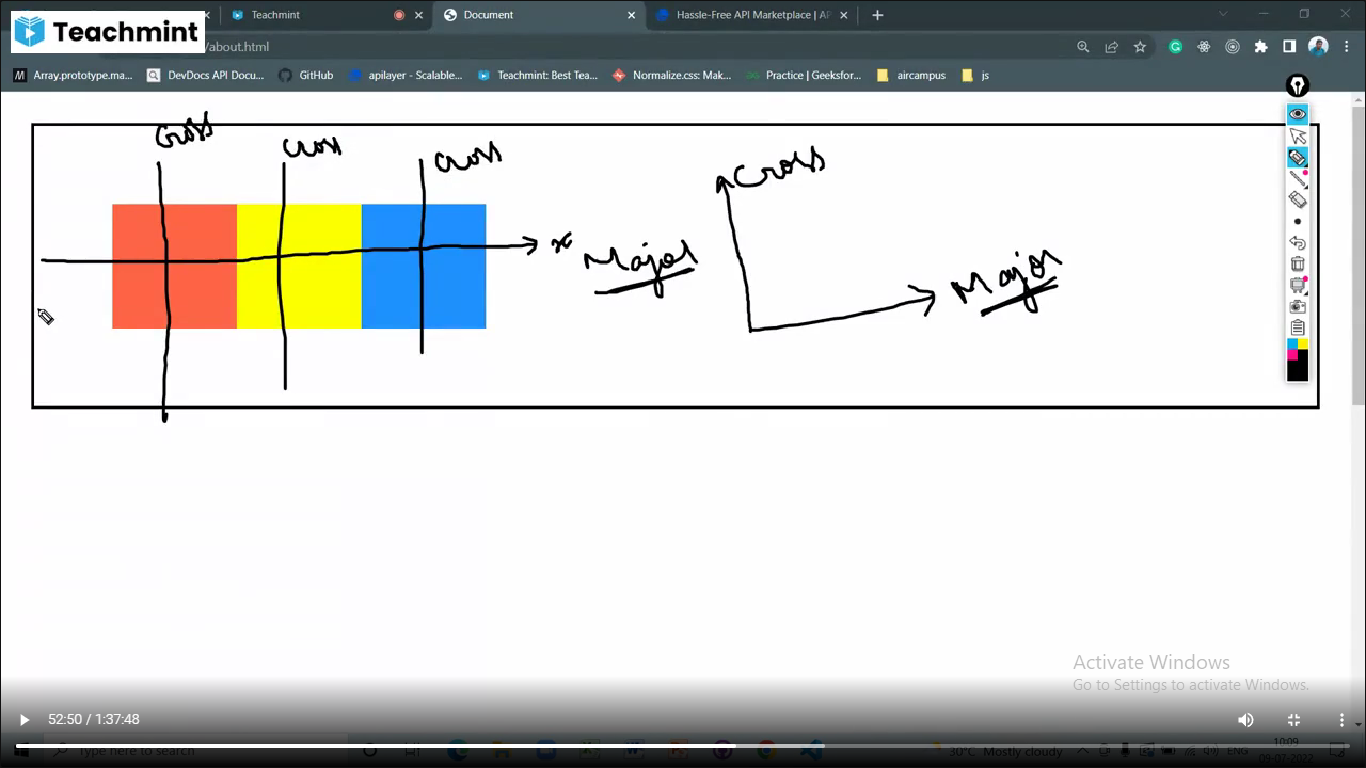 Teachmint
Teachmint
Document
Hassle-Free API Marketplace | AP
/about.html
Array.prototype.ma...
DevDocs API Docu...
GitHub
apilayer - Scalable...
Teachmint: Best Tea...
Normalize.css: Mak...
Practice | Geeksfor...
aircampus
js
Cross
Cross
Cross
Cross
Major
Major
Activate Windows
Go to Settings to activate Windows.
52:50 / 1:37:48
Type here to search
30°C Mostly cloudy
ENG
10:09
03-07-2022